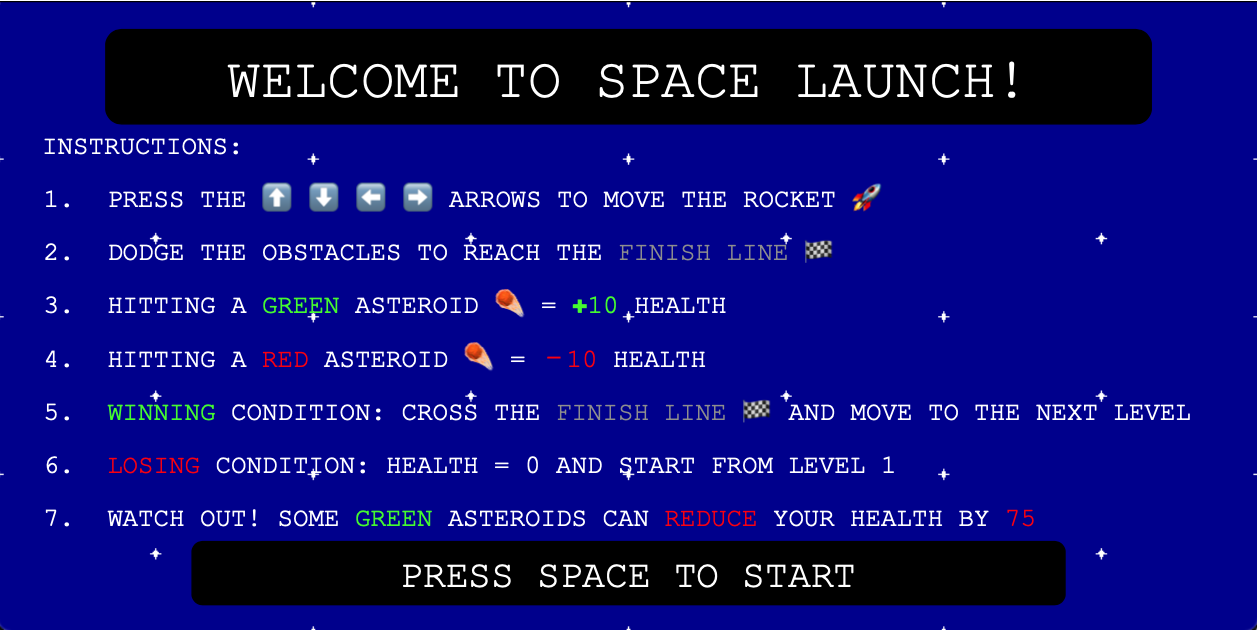 WELCOME TO SPACE LAUNCH!
INSTRUCTIONS:
1. PRESS THE ⬆️ ⬇️ ⬅️ ➡️ ARROWS TO MOVE THE ROCKET 🚀
2. DODGE THE OBSTACLES TO REACH THE FINISH LINE 🏁
3. HITTING A GREEN ASTEROID ☄️ = +10 HEALTH
4. HITTING A RED ASTEROID ☄️ = -10 HEALTH
5. WINNING CONDITION: CROSS THE FINISH LINE 🏁 AND MOVE TO THE NEXT LEVEL
6. LOSING CONDITION: HEALTH = 0 AND START FROM LEVEL 1
7. WATCH OUT! SOME GREEN ASTEROIDS CAN REDUCE YOUR HEALTH BY 75
PRESS SPACE TO START